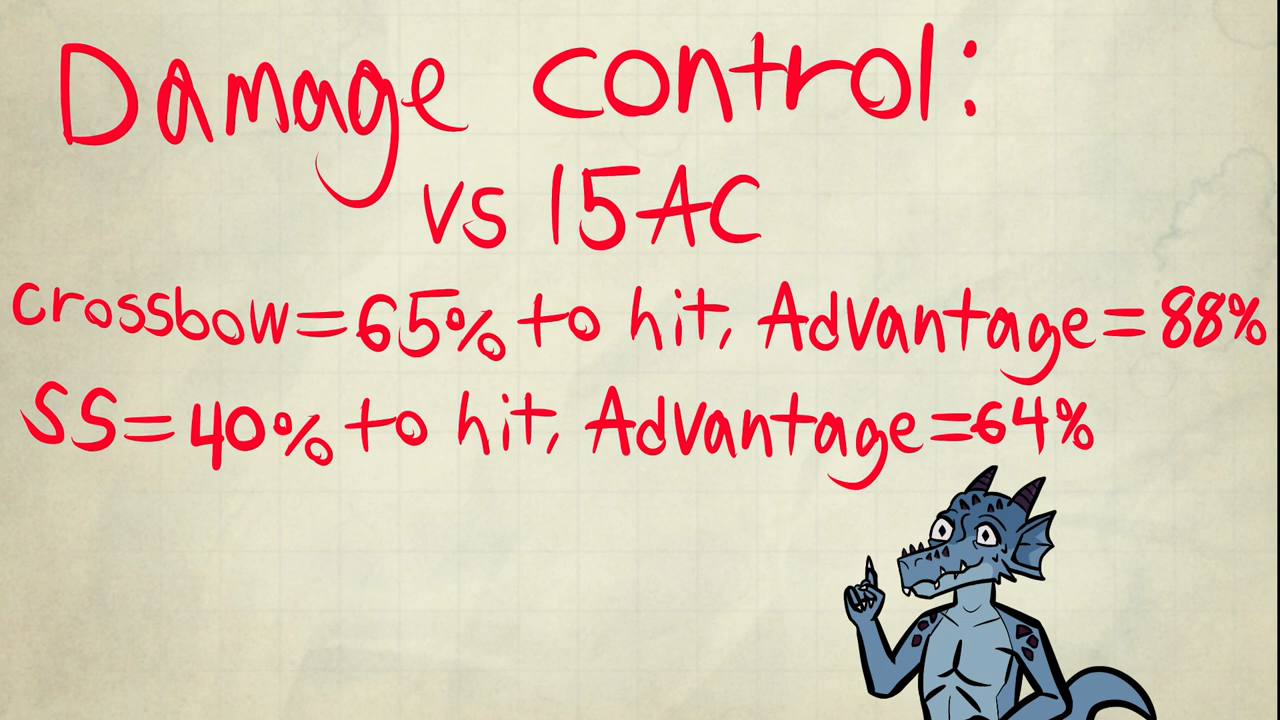 Damage control:
vs 15AC
crossbow=65% to hit, Advantage=88%
SS=40% to hit, Advantage=64%